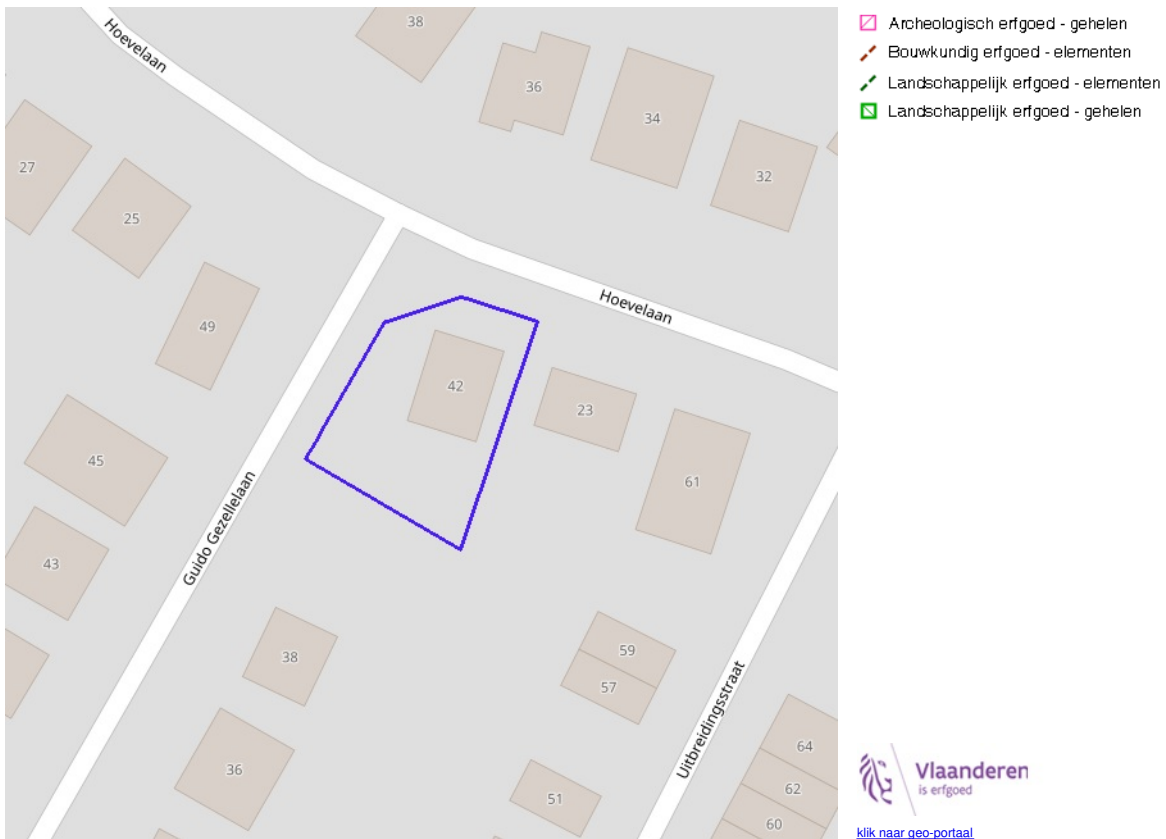 Hoevelaan
38
36
34
32
27
25
49
Hoevelaan
42
23
45
61
Guido Gezellelaan
43
38
59
57
Uitbreidingsstraat
36
51
64
62
60
Archeologisch erfgoed - gehelen
Bouwkundig erfgoed - elementen
Landschappelijk erfgoed - elementen
Landschappelijk erfgoed - gehelen
Vlaanderen
is erfgoed
klik naar geo-portaal